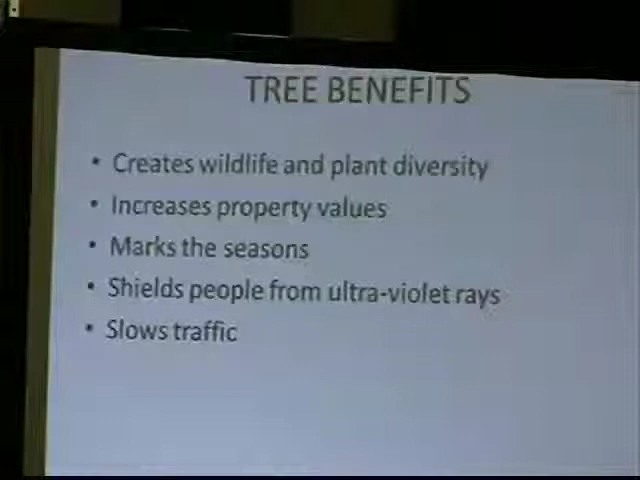 TREE BENEFITS
• Creates wildlife and plant diversity
• Increases property values
• Marks the seasons
• Shields people from ultra-violet rays
• Slows traffic